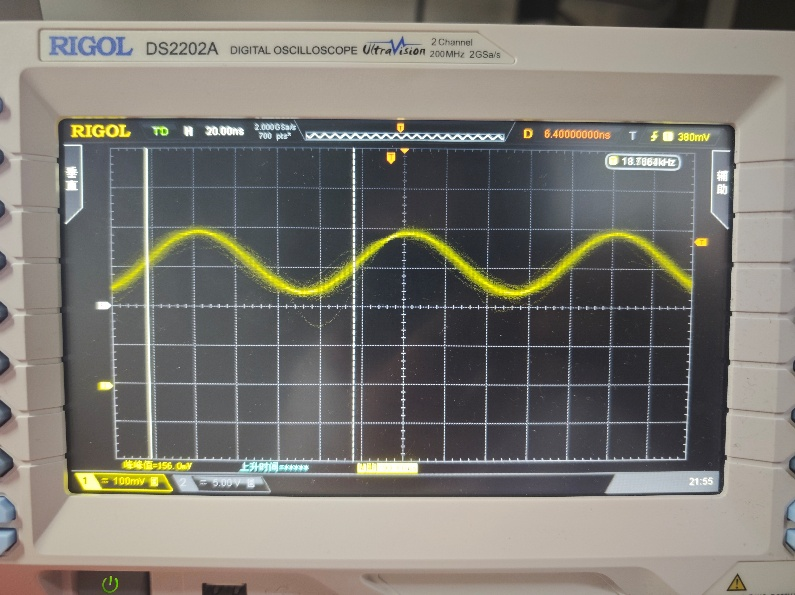 RIGOL DS2202A DIGITAL OSCILLOSCOPE UltraVision 2 Channel 200MHz 2GSa/s
RIGOL TD H 20.00ns 2.000GSa/s 700 pts D 6.40000000ns T 380mV
垂直
辅助
峰峰值=156.0mV 上升时间=*****
1 = 100mV 2 = 5.00V
21:55